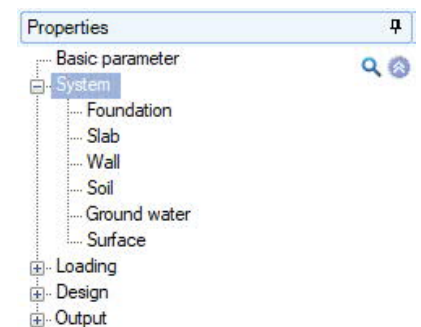 Properties
Basic parameter
System
Foundation
Slab
Wall
Soil
Ground water
Surface
Loading
Design
Output